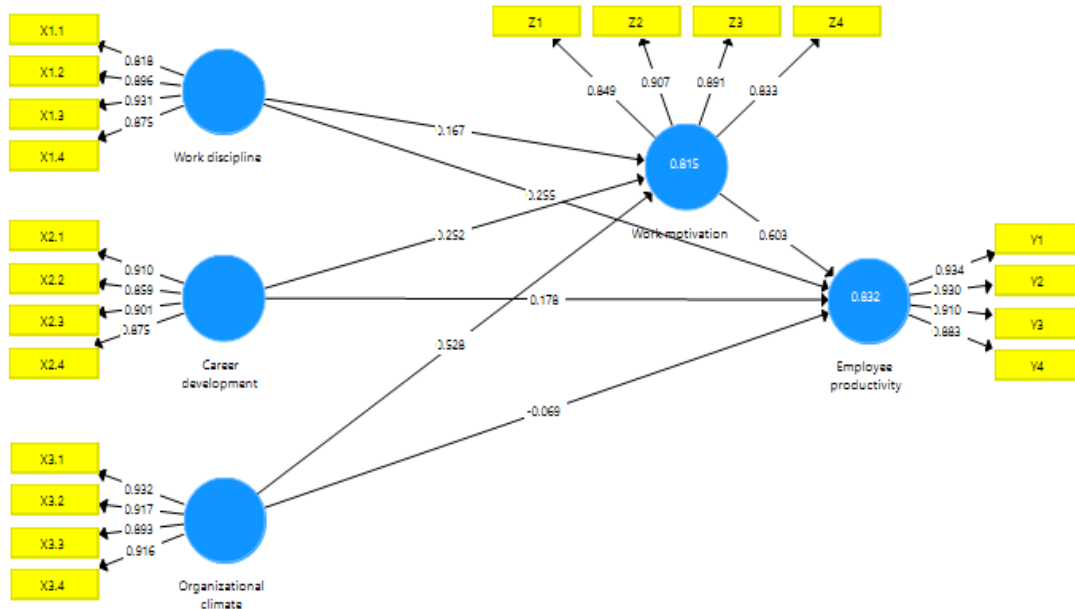 X1.1
X1.2
X1.3
X1.4
0.818
0.896
0.931
0.875
Work discipline
X2.1
X2.2
X2.3
X2.4
0.910
0.859
0.901
0.875
Career
development
X3.1
X3.2
X3.3
X3.4
0.932
0.917
0.893
0.916
Organizational
climate
Z1
Z2
Z3
Z4
0.849
0.907
0.891
0.833
0.815
Work motivation
0.167
0.255
0.252
0.178
0.528
-0.069
0.603
0.832
Employee
productivity
0.934
0.930
0.910
0.883
Y1
Y2
Y3
Y4